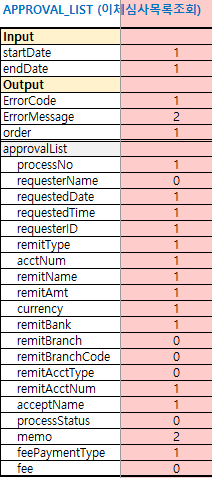 APPROVAL_LIST (이체심사목록조회)
Input
startDate 1
endDate 1
Output
ErrorCode 1
ErrorMessage 2
order 1
approvalList
processNo 1
requesterName 0
requestedDate 1
requestedTime 1
requesterID 1
remitType 1
acctNum 1
remitName 1
remitAmt 1
currency 1
remitBank 1
remitBranch 0
remitBranchCode 0
remitAcctType 0
remitAcctNum 1
acceptName 1
processStatus 0
memo 2
feePaymentType 1
fee 0